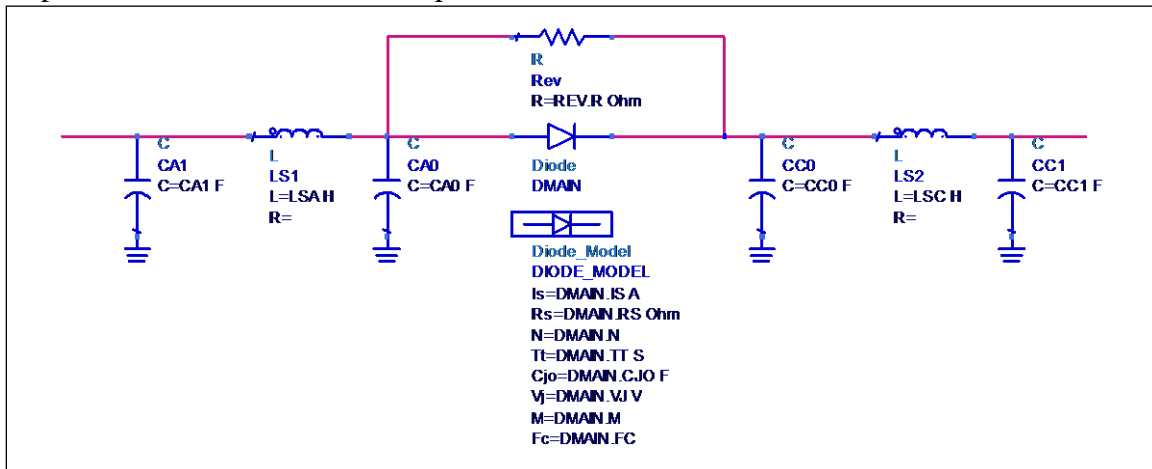 R
Rev
R=REV.R Ohm
C
CA1
C=CA1 F
L
LS1
L=LSA H
R=
C
CA0
C=CA0 F
Diode
DMAIN
C
CC0
C=CC0 F
L
LS2
L=LSC H
R=
C
CC1
C=CC1 F
Diode_Model
DIODE_MODEL
Is=DMAIN.IS A
Rs=DMAIN.RS Ohm
N=DMAIN.N
Tt=DMAIN.TT S
Cjo=DMAIN.CJO F
Vj=DMAIN.VJ V
M=DMAIN.M
Fc=DMAIN.FC